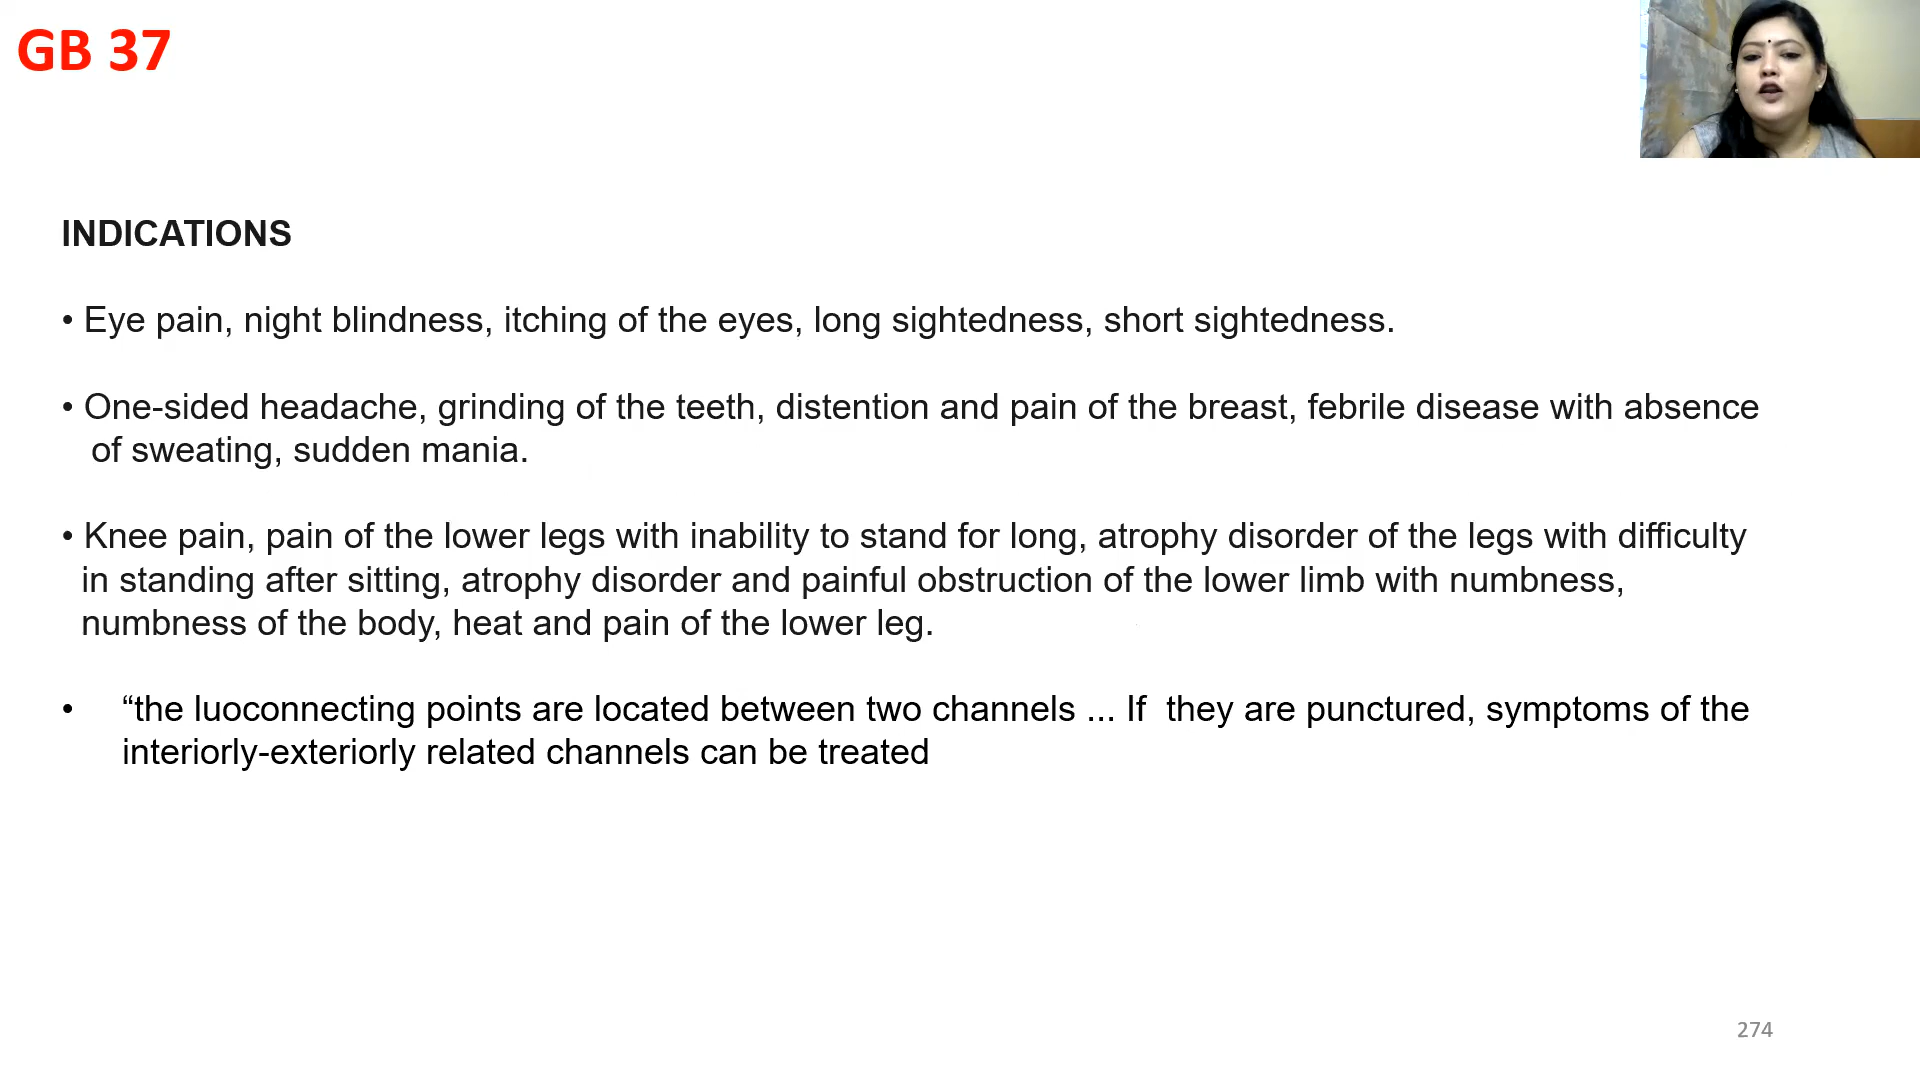 GB 37
INDICATIONS
• Eye pain, night blindness, itching of the eyes, long sightedness, short sightedness.
• One-sided headache, grinding of the teeth, distention and pain of the breast, febrile disease with absence
of sweating, sudden mania.
• Knee pain, pain of the lower legs with inability to stand for long, atrophy disorder of the legs with difficulty
in standing after sitting, atrophy disorder and painful obstruction of the lower limb with numbness,
numbness of the body, heat and pain of the lower leg.
• “the luoconnecting points are located between two channels ... If they are punctured, symptoms of the
interiorly-exteriorly related channels can be treated
274